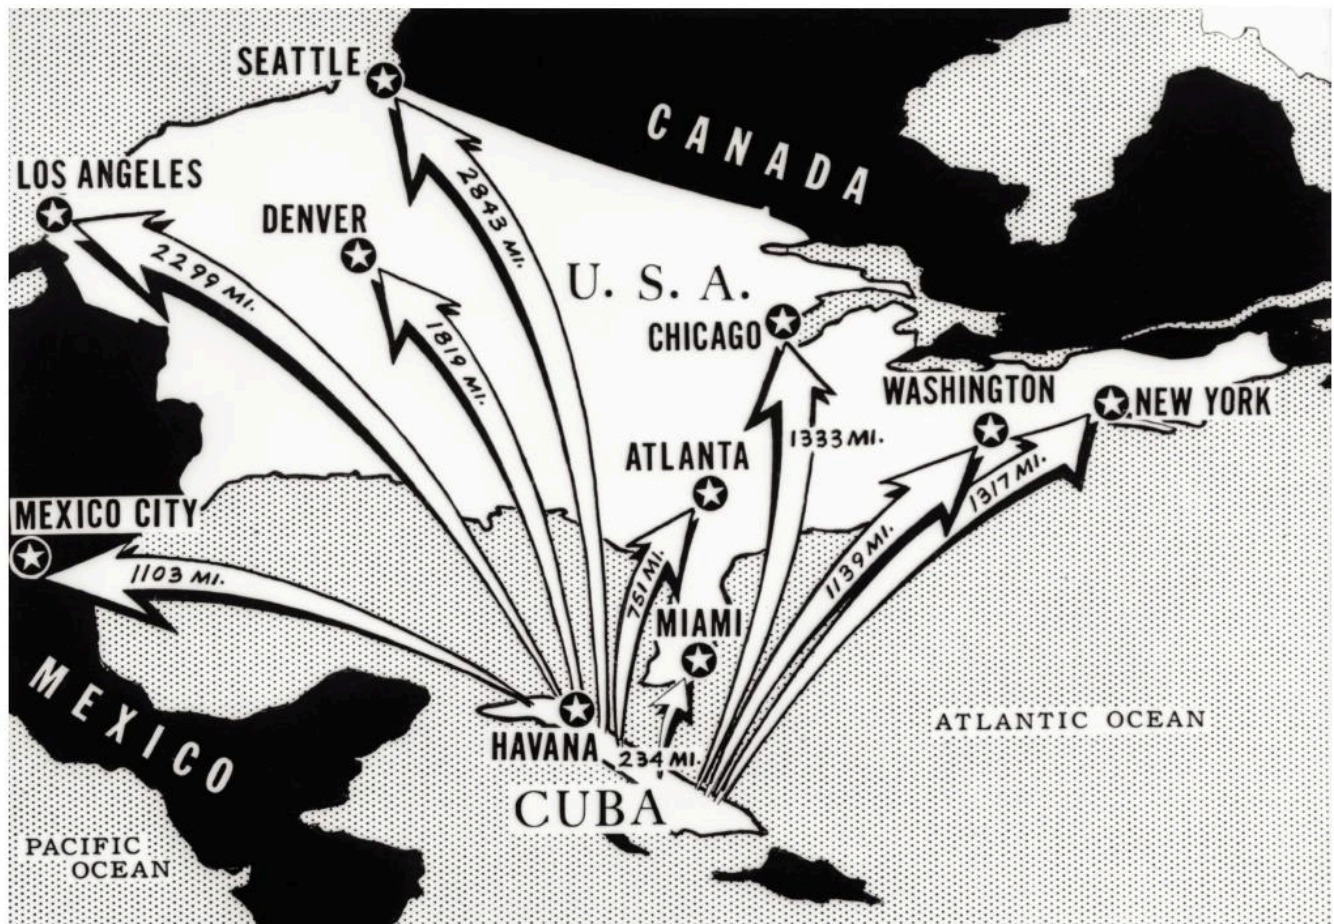 SEATTLE
CANADA
LOS ANGELES
2843 MI.
DENVER
2299 MI.
U. S. A.
CHICAGO
1819 MI.
WASHINGTON
NEW YORK
1333 MI.
ATLANTA
1317 MI.
MEXICO CITY
1139 MI.
1103 MI.
751 MI.
MIAMI
MEXICO
ATLANTIC OCEAN
HAVANA
234 MI.
CUBA
PACIFIC
OCEAN